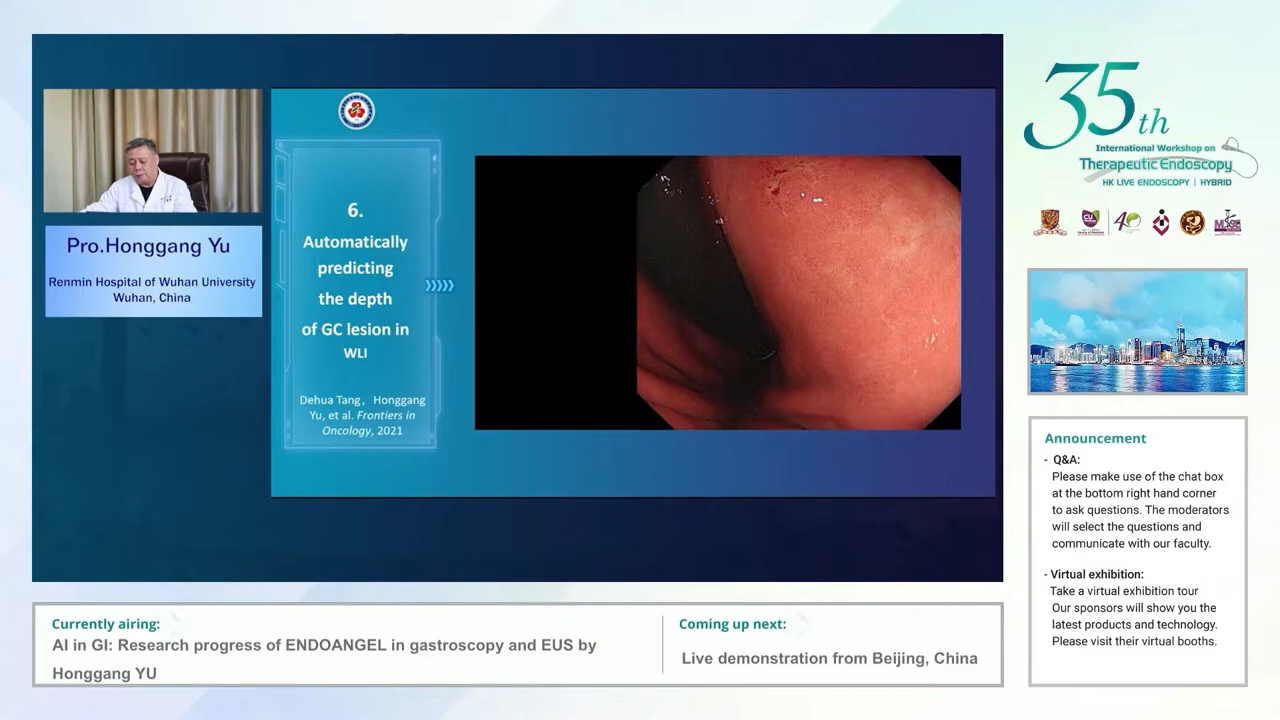 Pro.Honggang Yu
Renmin Hospital of Wuhan University
Wuhan, China
6.
Automatically
predicting
the depth
of GC lesion in
WLI
Dehua Tang，Honggang
Yu, et al. Frontiers in
Oncology, 2021
35th
International Workshop on
Therapeutic Endoscopy
HK LIVE ENDOSCOPY | HYBRID
Announcement
- Q&A:
Please make use of the chat box
at the bottom right hand corner
to ask questions. The moderators
will select the questions and
communicate with our faculty.
- Virtual exhibition:
Take a virtual exhibition tour
Our sponsors will show you the
latest products and technology.
Please visit their virtual booths.
Currently airing:
AI in GI: Research progress of ENDOANGEL in gastroscopy and EUS by
Honggang YU
Coming up next:
Live demonstration from Beijing, China